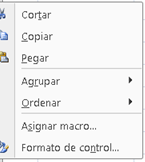 Cortar
Copiar
Pegar
Agrupar
Ordenar
Asignar macro...
Formato de control...